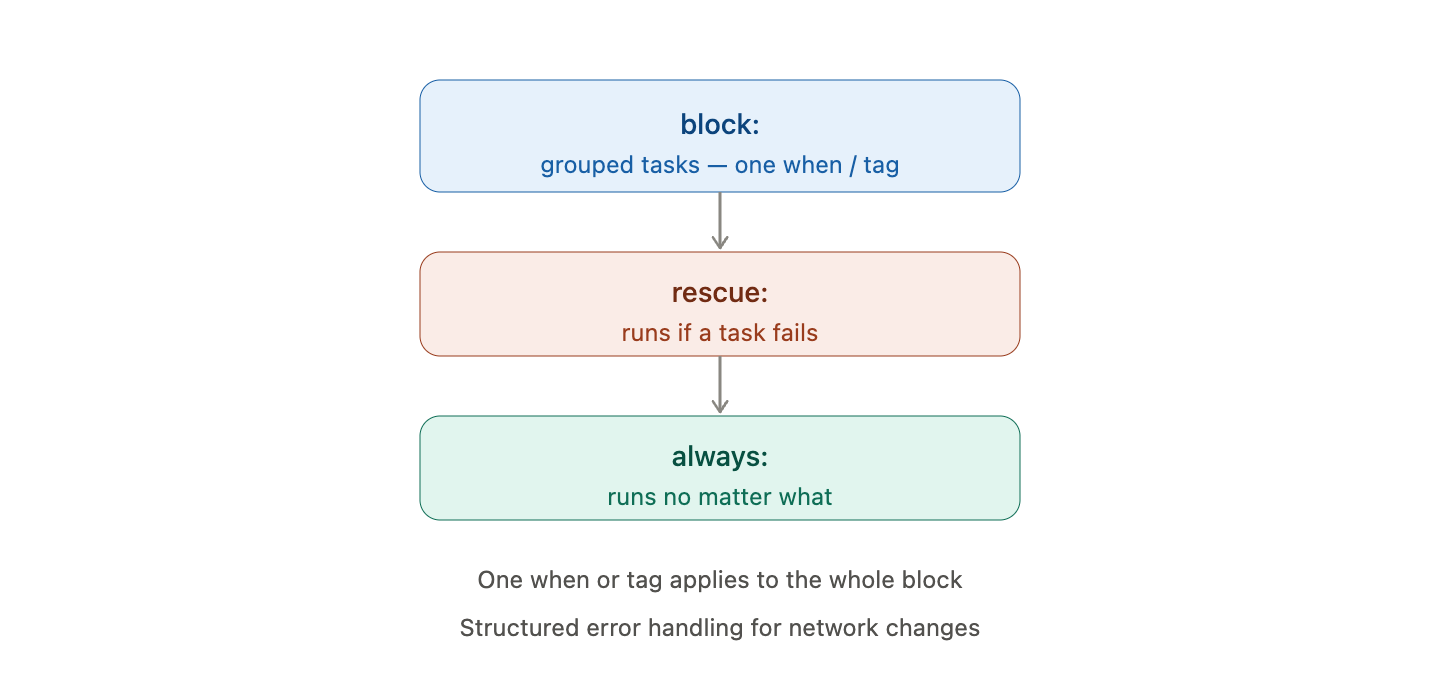 block:
grouped tasks — one when / tag
rescue:
runs if a task fails
always:
runs no matter what
One when or tag applies to the whole block
Structured error handling for network changes